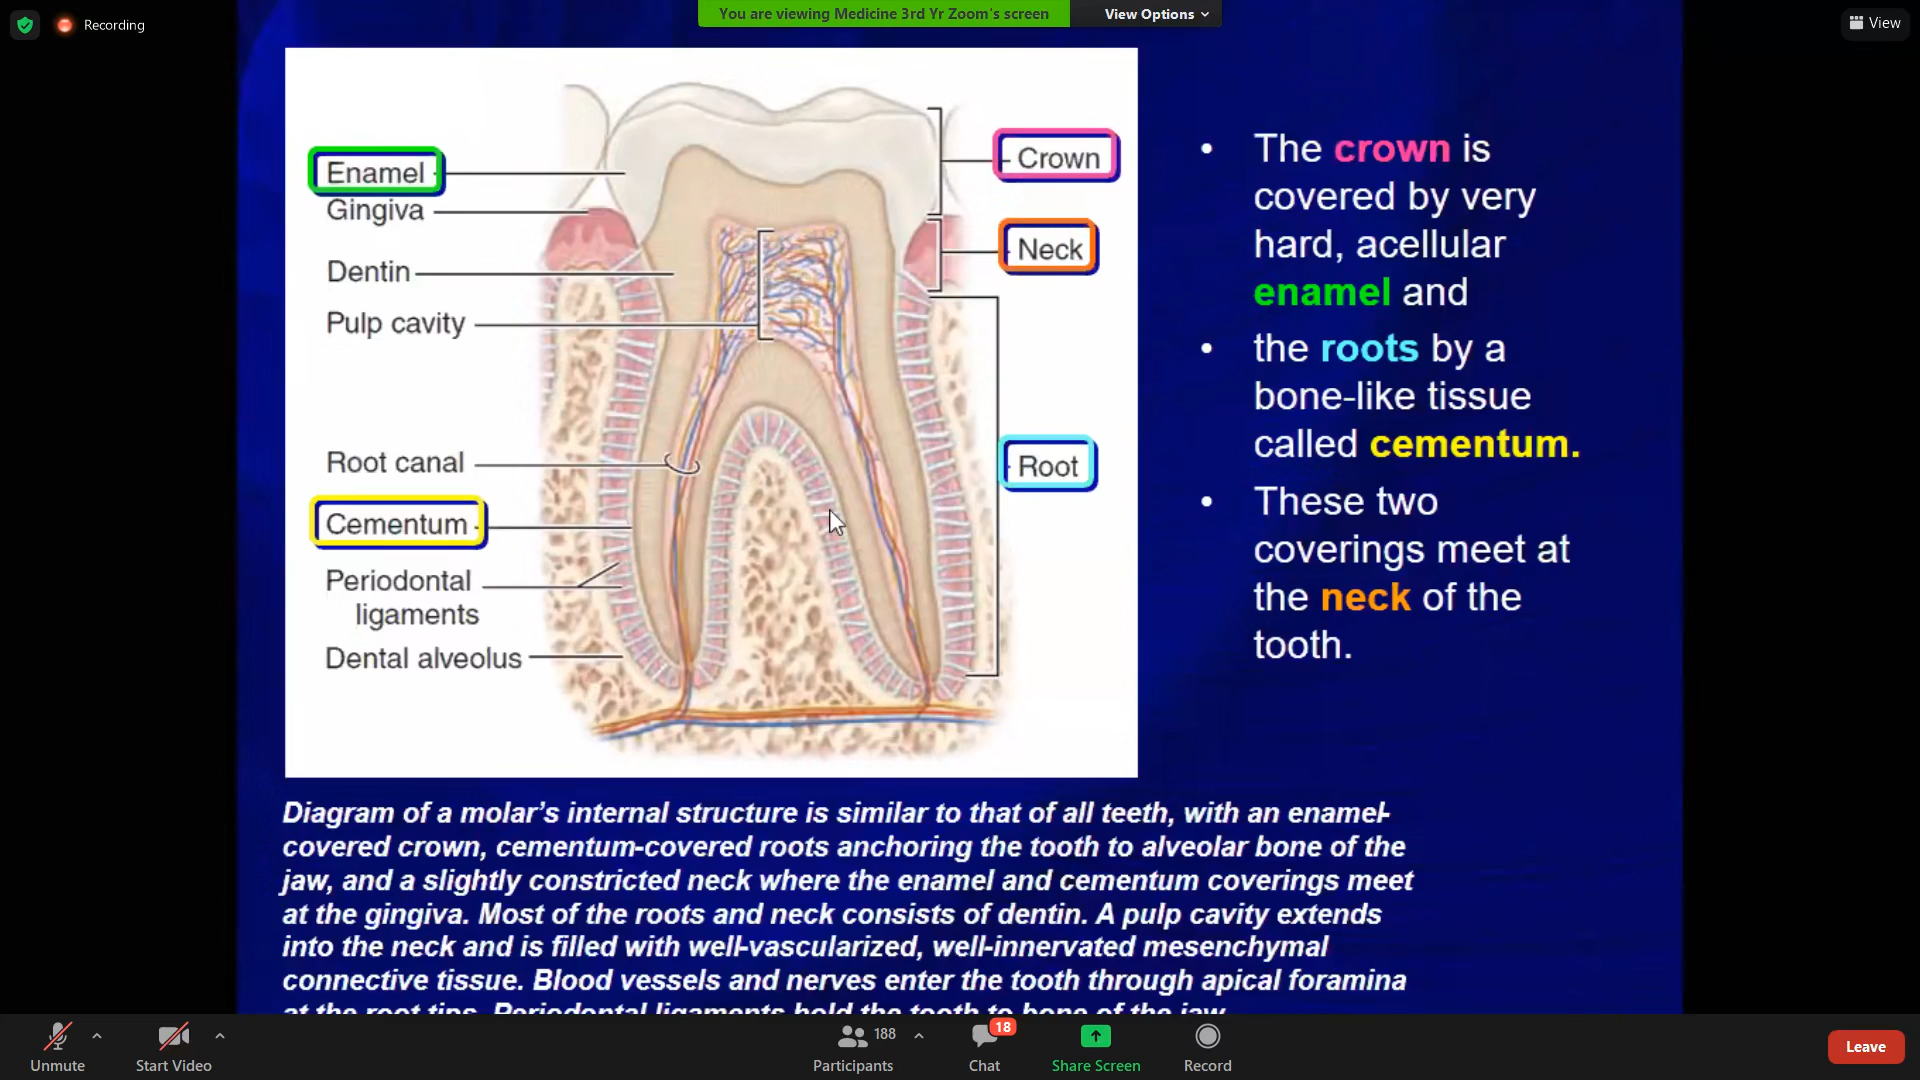 Recording
You are viewing Medicine 3rd Yr Zoom's screen
View Options
View
Enamel
Gingiva
Dentin
Pulp cavity
Root canal
Cementum
Periodontal
ligaments
Dental alveolus
Crown
Neck
Root
• The crown is
covered by very
hard, acellular
enamel and
• the roots by a
bone-like tissue
called cementum.
• These two
coverings meet at
the neck of the
tooth.
Diagram of a molar’s internal structure is similar to that of all teeth, with an enamel-
covered crown, cementum-covered roots anchoring the tooth to alveolar bone of the
jaw, and a slightly constricted neck where the enamel and cementum coverings meet
at the gingiva. Most of the roots and neck consists of dentin. A pulp cavity extends
into the neck and is filled with well-vascularized, well-innervated mesenchymal
connective tissue. Blood vessels and nerves enter the tooth through apical foramina
at the root tips. Periodontal ligaments hold the tooth to bone of the jaw.
Unmute
Start Video
188
Participants
18
Chat
Share Screen
Record
Leave